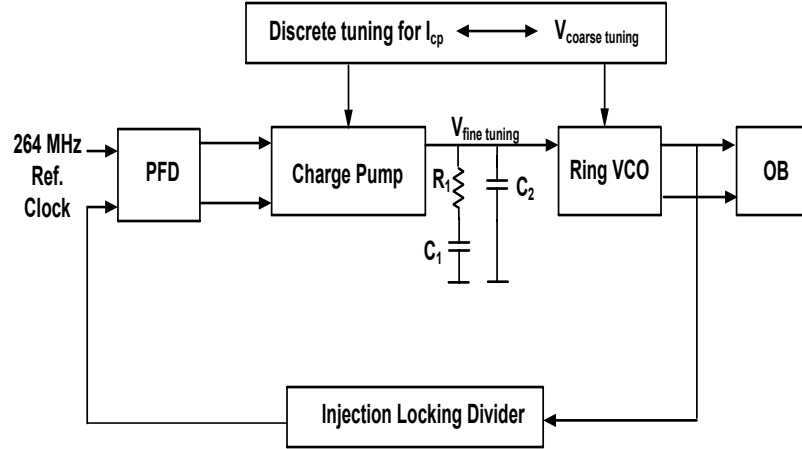 Discrete tuning for Icp Vcoarse tuning
264 MHz
Ref.
Clock
PFD
Charge Pump
Vfine tuning
R1
C1
C2
Ring VCO
OB
Injection Locking Divider